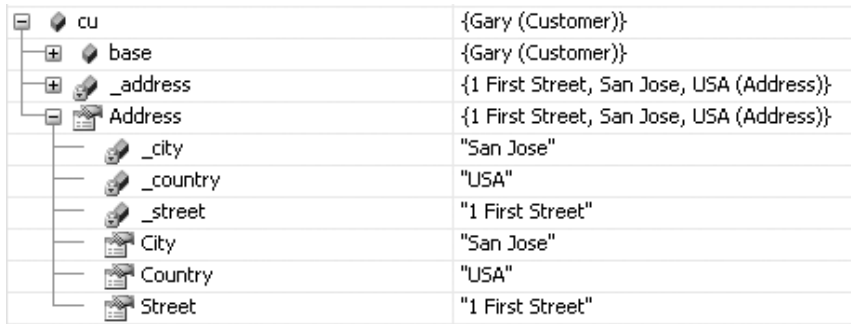 cu {Gary (Customer)}
base {Gary (Customer)}
_address {1 First Street, San Jose, USA (Address)}
Address {1 First Street, San Jose, USA (Address)}
_city "San Jose"
_country "USA"
_street "1 First Street"
City "San Jose"
Country "USA"
Street "1 First Street"